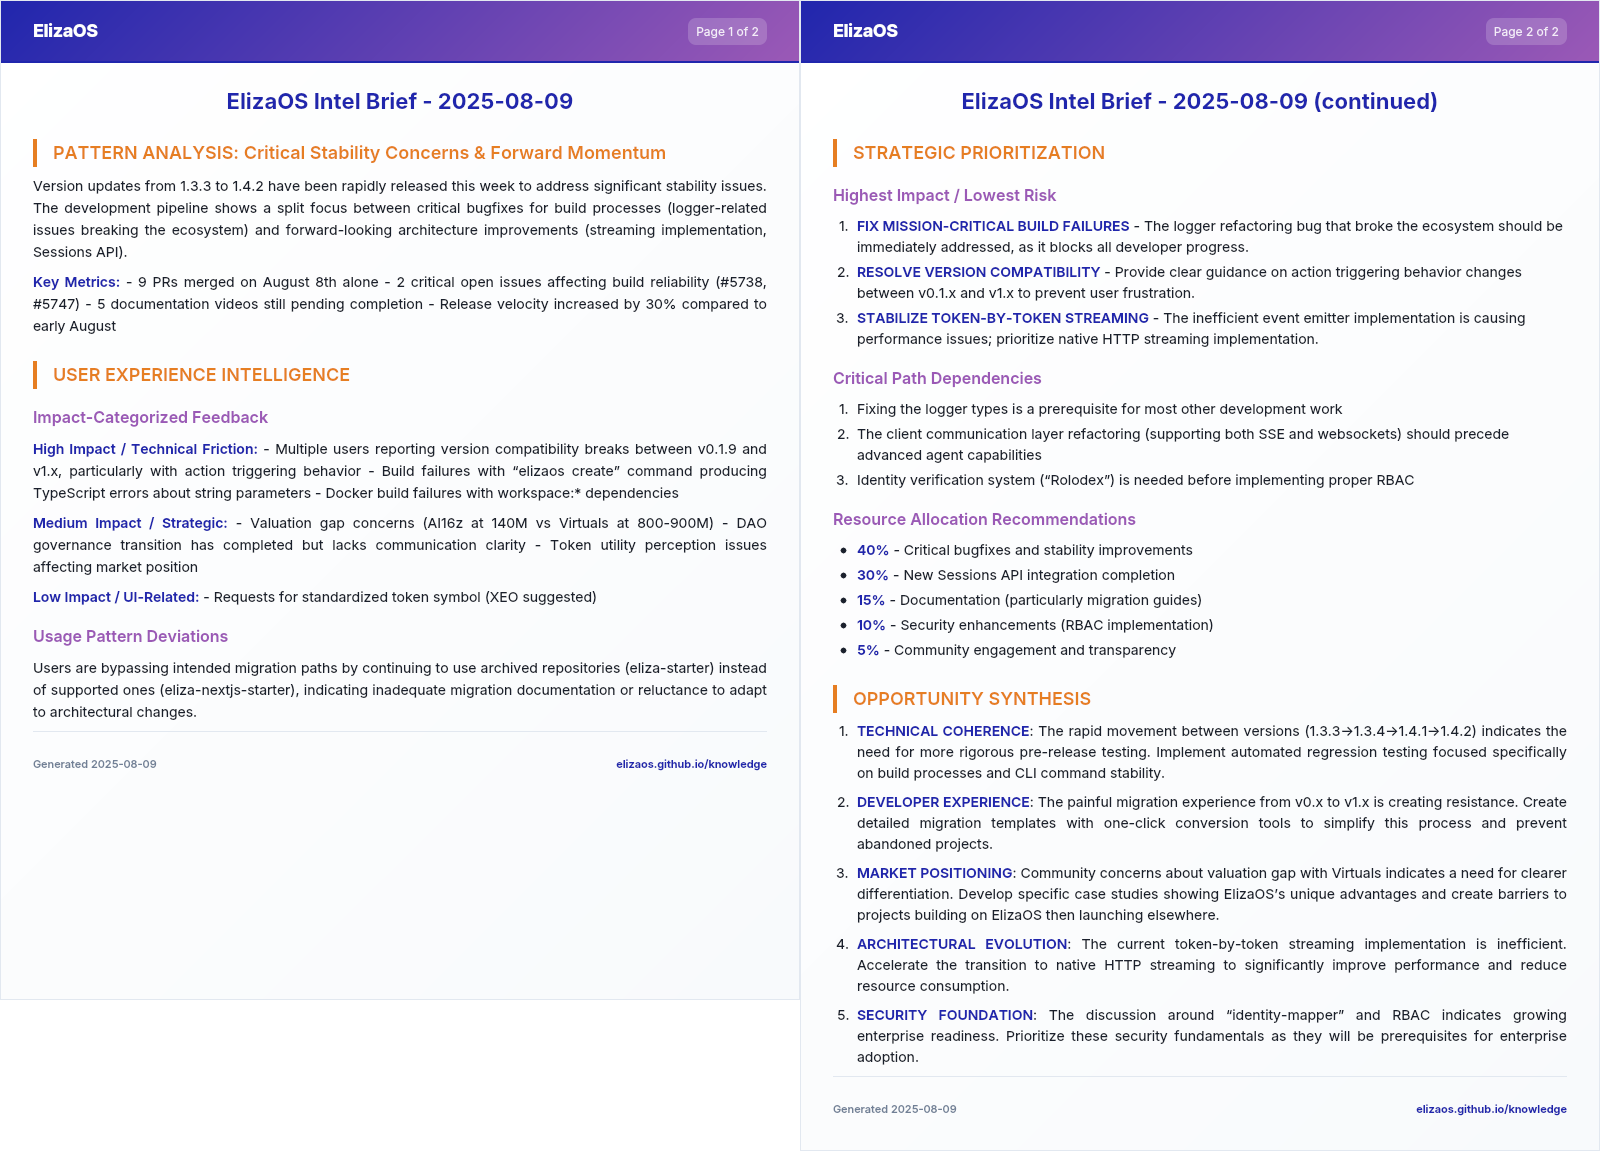 ElizaOS
Page 1 of 2
ElizaOS Intel Brief - 2025-08-09
PATTERN ANALYSIS: Critical Stability Concerns & Forward Momentum
Version updates from 1.3.3 to 1.4.2 have been rapidly released this week to address significant stability issues.
The development pipeline shows a split focus between critical bugfixes for build processes (logger-related
issues breaking the ecosystem) and forward-looking architecture improvements (streaming implementation,
Sessions API).
Key Metrics: - 9 PRs merged on August 8th alone - 2 critical open issues affecting build reliability (#5738,
#5747) - 5 documentation videos still pending completion - Release velocity increased by 30% compared to
early August
USER EXPERIENCE INTELLIGENCE
Impact-Categorized Feedback
High Impact / Technical Friction: - Multiple users reporting version compatibility breaks between v0.1.9 and
v1.x, particularly with action triggering behavior - Build failures with “elizaos create” command producing
TypeScript errors about string parameters - Docker build failures with workspace:* dependencies
Medium Impact / Strategic: - Valuation gap concerns (AI16z at 140M vs Virtuals at 800-900M) - DAO
governance transition has completed but lacks communication clarity - Token utility perception issues
affecting market position
Low Impact / UI-Related: - Requests for standardized token symbol (XEO suggested)
Usage Pattern Deviations
Users are bypassing intended migration paths by continuing to use archived repositories (eliza-starter) instead
of supported ones (eliza-nextjs-starter), indicating inadequate migration documentation or reluctance to adapt
to architectural changes.
Generated 2025-08-09
elizaos.github.io/knowledge
ElizaOS
Page 2 of 2
ElizaOS Intel Brief - 2025-08-09 (continued)
STRATEGIC PRIORITIZATION
Highest Impact / Lowest Risk
1. FIX MISSION-CRITICAL BUILD FAILURES - The logger refactoring bug that broke the ecosystem should be
immediately addressed, as it blocks all developer progress.
2. RESOLVE VERSION COMPATIBILITY - Provide clear guidance on action triggering behavior changes
between v0.1.x and v1.x to prevent user frustration.
3. STABILIZE TOKEN-BY-TOKEN STREAMING - The inefficient event emitter implementation is causing
performance issues; prioritize native HTTP streaming implementation.
Critical Path Dependencies
1. Fixing the logger types is a prerequisite for most other development work
2. The client communication layer refactoring (supporting both SSE and websockets) should precede
advanced agent capabilities
3. Identity verification system (“Rolodex”) is needed before implementing proper RBAC
Resource Allocation Recommendations
• 40% - Critical bugfixes and stability improvements
• 30% - New Sessions API integration completion
• 15% - Documentation (particularly migration guides)
• 10% - Security enhancements (RBAC implementation)
• 5% - Community engagement and transparency
OPPORTUNITY SYNTHESIS
1. TECHNICAL COHERENCE: The rapid movement between versions (1.3.3→1.3.4→1.4.1→1.4.2) indicates the
need for more rigorous pre-release testing. Implement automated regression testing focused specifically
on build processes and CLI command stability.
2. DEVELOPER EXPERIENCE: The painful migration experience from v0.x to v1.x is creating resistance. Create
detailed migration templates with one-click conversion tools to simplify this process and prevent
abandoned projects.
3. MARKET POSITIONING: Community concerns about valuation gap with Virtuals indicates a need for clearer
differentiation. Develop specific case studies showing ElizaOS’s unique advantages and create barriers to
projects building on ElizaOS then launching elsewhere.
4. ARCHITECTURAL EVOLUTION: The current token-by-token streaming implementation is inefficient.
Accelerate the transition to native HTTP streaming to significantly improve performance and reduce
resource consumption.
5. SECURITY FOUNDATION: The discussion around “identity-mapper” and RBAC indicates growing
enterprise readiness. Prioritize these security fundamentals as they will be prerequisites for enterprise
adoption.
Generated 2025-08-09
elizaos.github.io/knowledge